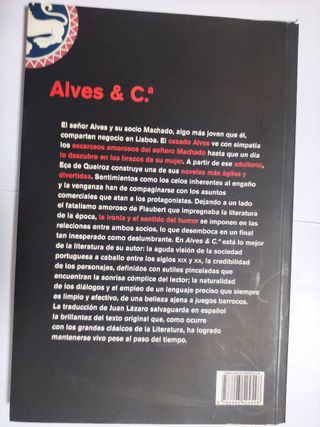 Alves & C.ª
El señor Alves y su socio Machado, algo más joven que él,
comparten negocio en Lisboa. El casado Alves ve con simpatía
los escarceos amorosos del soltero Machado hasta que un día
lo descubre en los brazos de su mujer. A partir de ese adulterio,
Eça de Queiroz construye una de sus novelas más ágiles y
divertidas. Sentimientos como los celos inherentes al engaño
y la venganza han de compaginarse con los asuntos
comerciales que atan a los protagonistas. Dejando a un lado
el fatalismo amoroso de Flaubert que impregnaba la literatura
de la época, la ironía y el sentido del humor se imponen en las
relaciones entre ambos socios, lo que desemboca en un final
tan inesperado como deslumbrante. En Alves & C.ª está lo mejor
de la literatura de su autor: la aguda visión de la sociedad
portuguesa a caballo entre los siglos XIX y XX, la credibilidad
de los personajes, definidos con sutiles pinceladas que
encuentran la sonrisa cómplice del lector; la naturalidad
de los diálogos y el empleo de un lenguaje preciso que siempre
es limpio y efectivo, de una belleza ajena a juegos barrocos.
La traducción de Juan Lázaro salvaguarda en español
la brillantez del texto original que, como ocurre
con los grandes clásicos de la Literatura, ha logrado
mantenerse vivo pese al paso del tiempo.